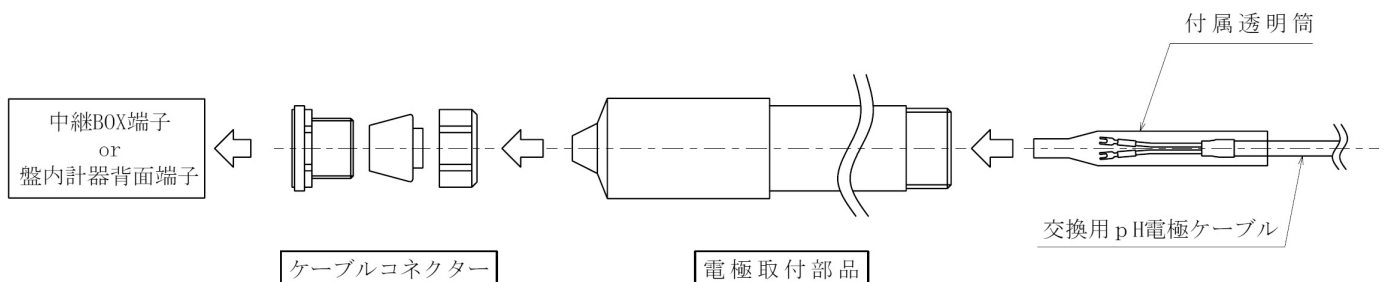 付属透明筒
中継BOX端子
or
盤内計器背面端子
交換用pH電極ケーブル
ケーブルコネクター
電極取付部品